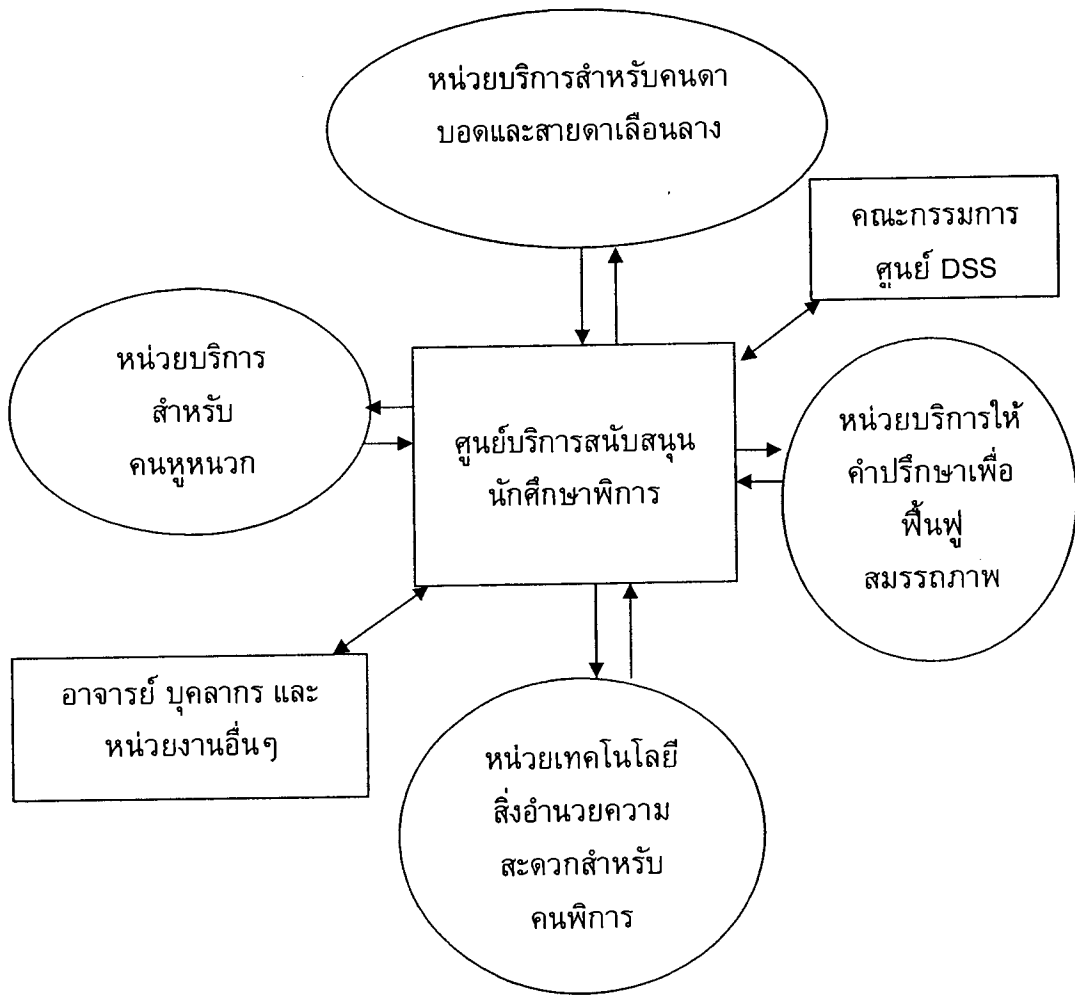 หน่วยบริการสำหรับคนตา
บอดและสายตาเลือนลาง
คณะกรรมการ
ศูนย์ DSS
หน่วยบริการ
สำหรับ
คนหูหนวก
ศูนย์บริการสนับสนุน
นักศึกษาพิการ
หน่วยบริการให้
คำปรึกษาเพื่อ
ฟื้นฟู
สมรรถภาพ
อาจารย์ บุคลากร และ
หน่วยงานอื่นๆ
หน่วยเทคโนโลยี
สิ่งอำนวยความ
สะดวกสำหรับ
คนพิการ